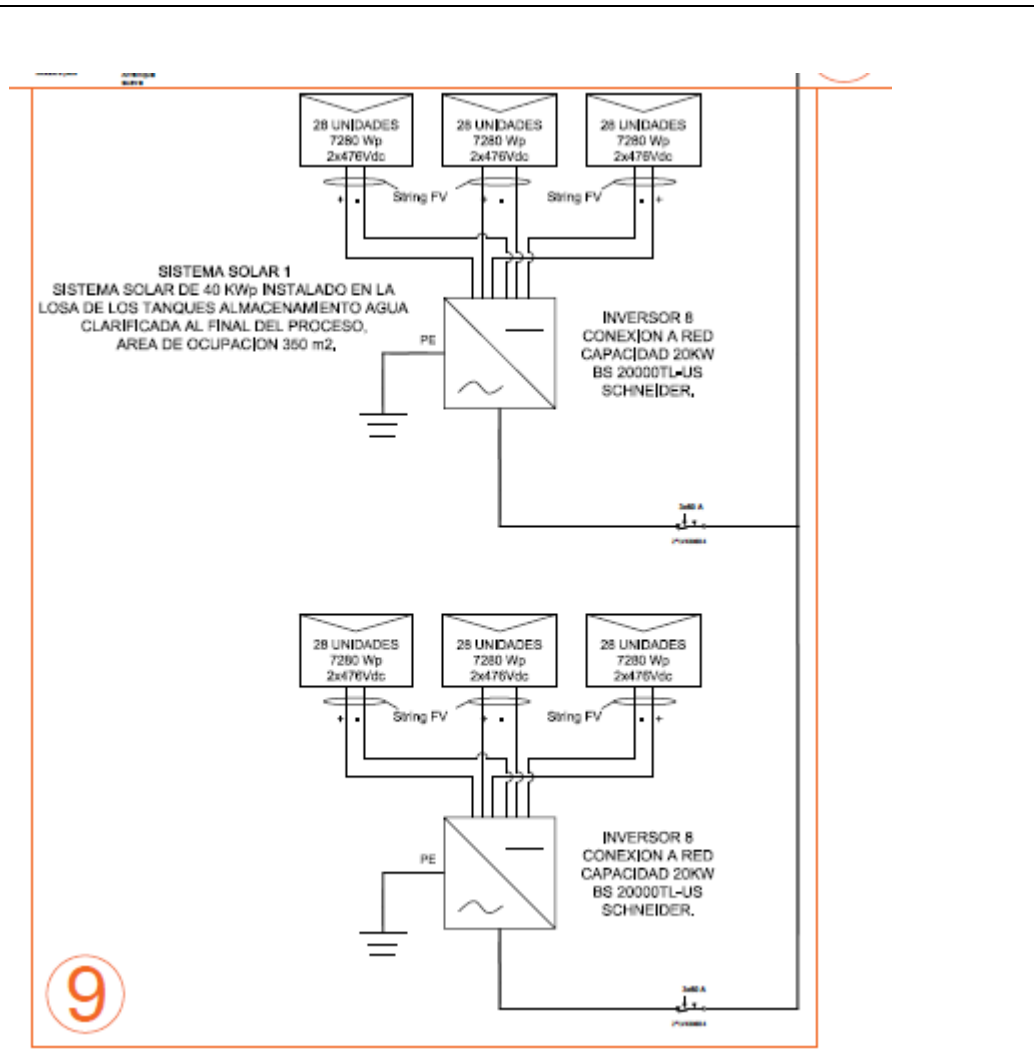 28 UNIDADES
7280 Wp
2x476Vdc
28 UNIDADES
7280 Wp
2x476Vdc
28 UNIDADES
7280 Wp
2x476Vdc
String FV
String FV
+ -
+ -
- +
SISTEMA SOLAR 1
SISTEMA SOLAR DE 40 KWp INSTALADO EN LA
LOSA DE LOS TANQUES ALMACENAMIENTO AGUA
CLARIFICADA AL FINAL DEL PROCESO,
AREA DE OCUPACION 350 m2,
PE
INVERSOR 8
CONEXION A RED
CAPACIDAD 20KW
BS 20000TL-US
SCHNEIDER.
28 UNIDADES
7280 Wp
2x476Vdc
28 UNIDADES
7280 Wp
2x476Vdc
28 UNIDADES
7280 Wp
2x476Vdc
String FV
String FV
+ -
+ -
- +
PE
INVERSOR 8
CONEXION A RED
CAPACIDAD 20KW
BS 20000TL-US
SCHNEIDER.
9